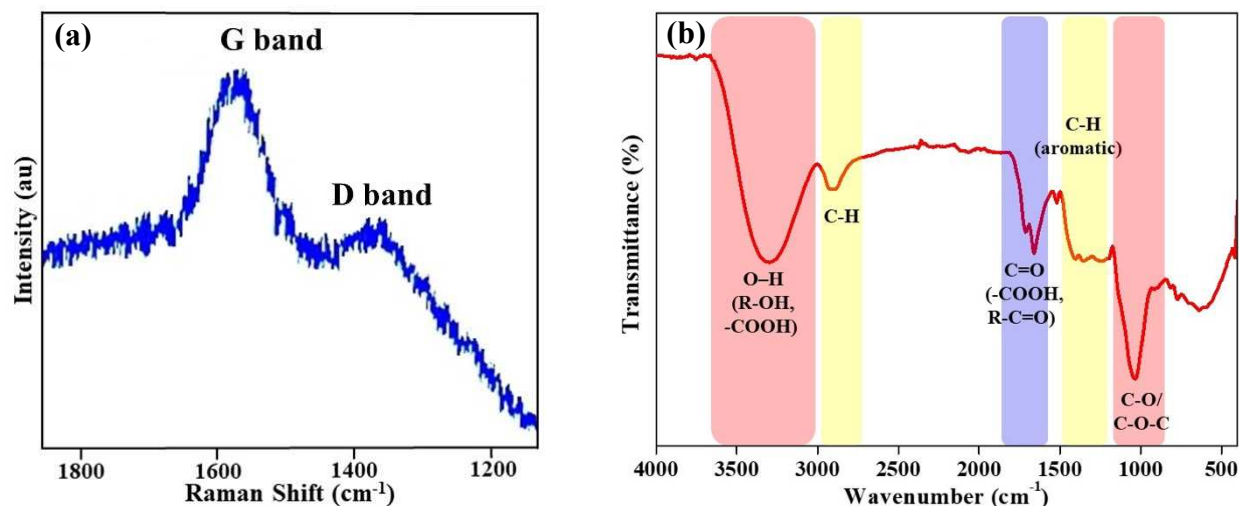 (a)
G band
D band
Intensity (au)
1800
1600
1400
1200
Raman Shift (cm-1)
(b)
C-H
(aromatic)
C-H
O–H
(R-OH,
-COOH)
C=O
(-COOH,
R-C=O)
C-O/
C-O-C
Transmittance (%)
4000
3500
3000
2500
2000
1500
1000
500
Wavenumber (cm-1)